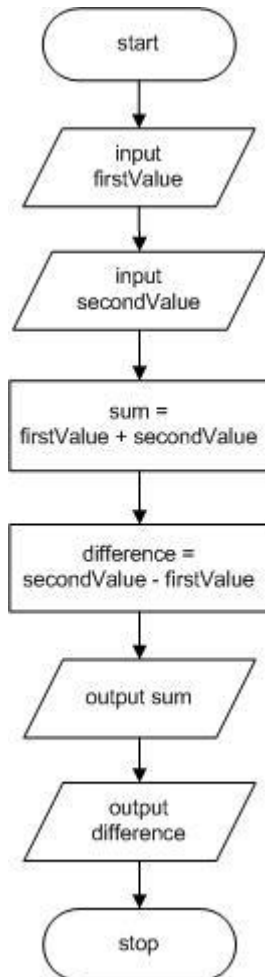 start
input
firstValue
input
secondValue
sum =
firstValue + secondValue
difference =
secondValue - firstValue
output sum
output
difference
stop